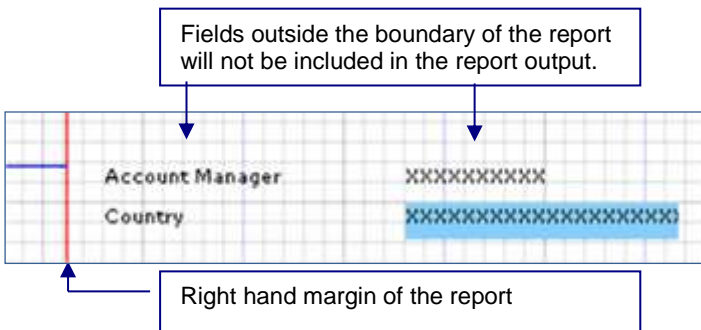 Fields outside the boundary of the report
will not be included in the report output.
Account Manager XXXXXXXXXX
Country XXXXXXXXXXXXXXXXXXXX
Right hand margin of the report